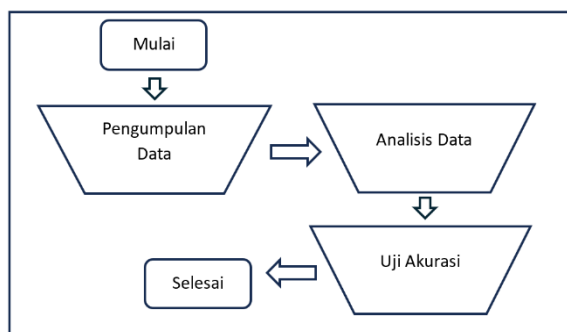 Mulai
Pengumpulan
Data
Analisis Data
Uji Akurasi
Selesai